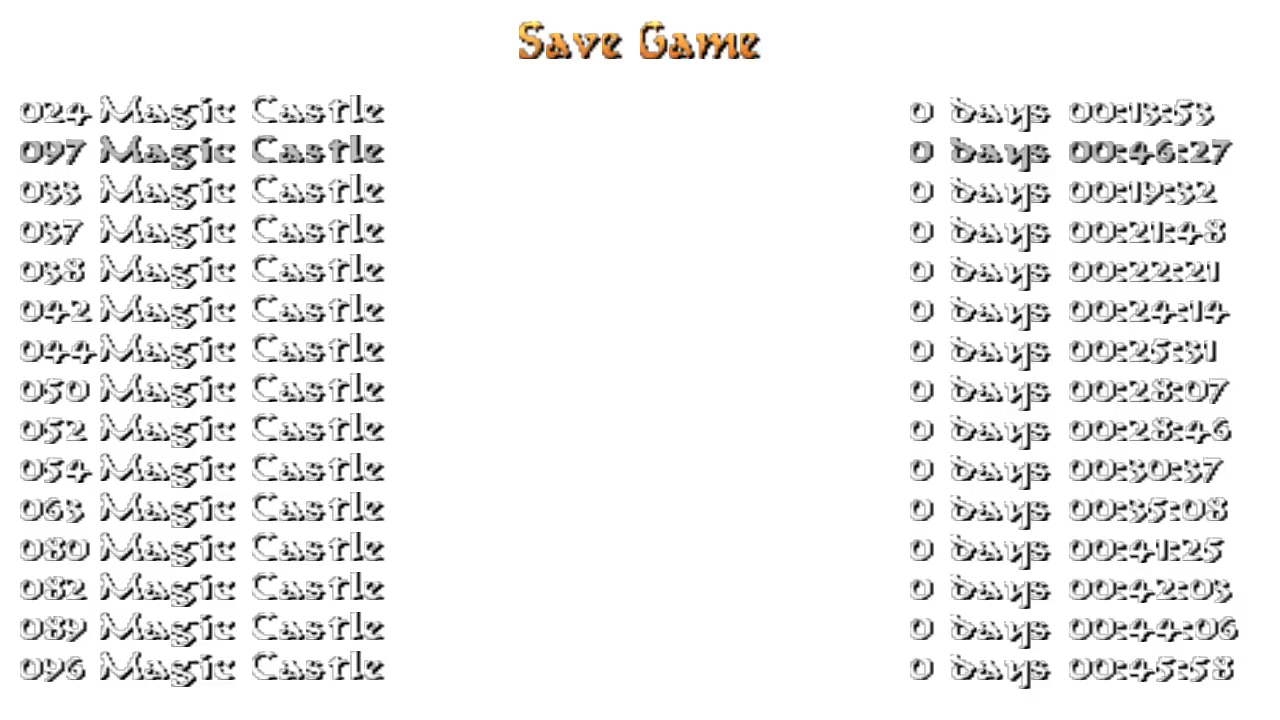 Save Game
024 Magic Castle 0 days 00:13:53
097 Magic Castle 0 days 00:46:27
033 Magic Castle 0 days 00:19:32
037 Magic Castle 0 days 00:21:48
038 Magic Castle 0 days 00:22:21
042 Magic Castle 0 days 00:24:14
044 Magic Castle 0 days 00:25:31
050 Magic Castle 0 days 00:28:07
052 Magic Castle 0 days 00:28:46
054 Magic Castle 0 days 00:30:37
063 Magic Castle 0 days 00:35:08
080 Magic Castle 0 days 00:41:25
082 Magic Castle 0 days 00:42:03
089 Magic Castle 0 days 00:44:06
096 Magic Castle 0 days 00:45:58